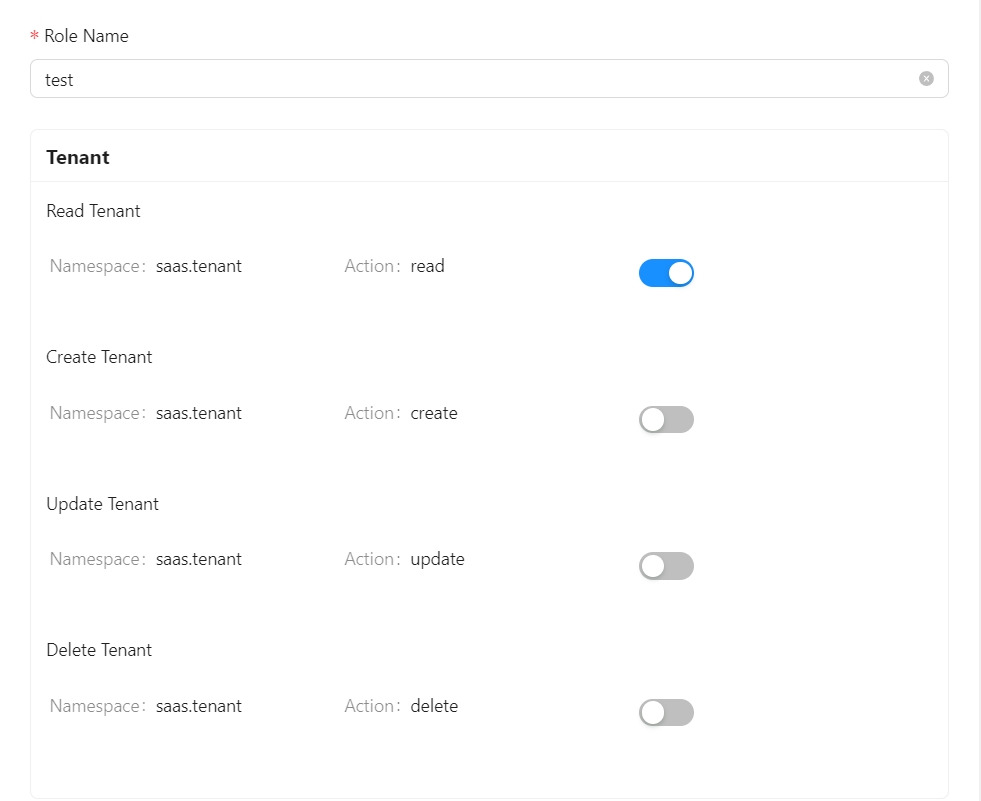 * Role Name
test
Tenant
Read Tenant
Namespace: saas.tenant Action: read
Create Tenant
Namespace: saas.tenant Action: create
Update Tenant
Namespace: saas.tenant Action: update
Delete Tenant
Namespace: saas.tenant Action: delete